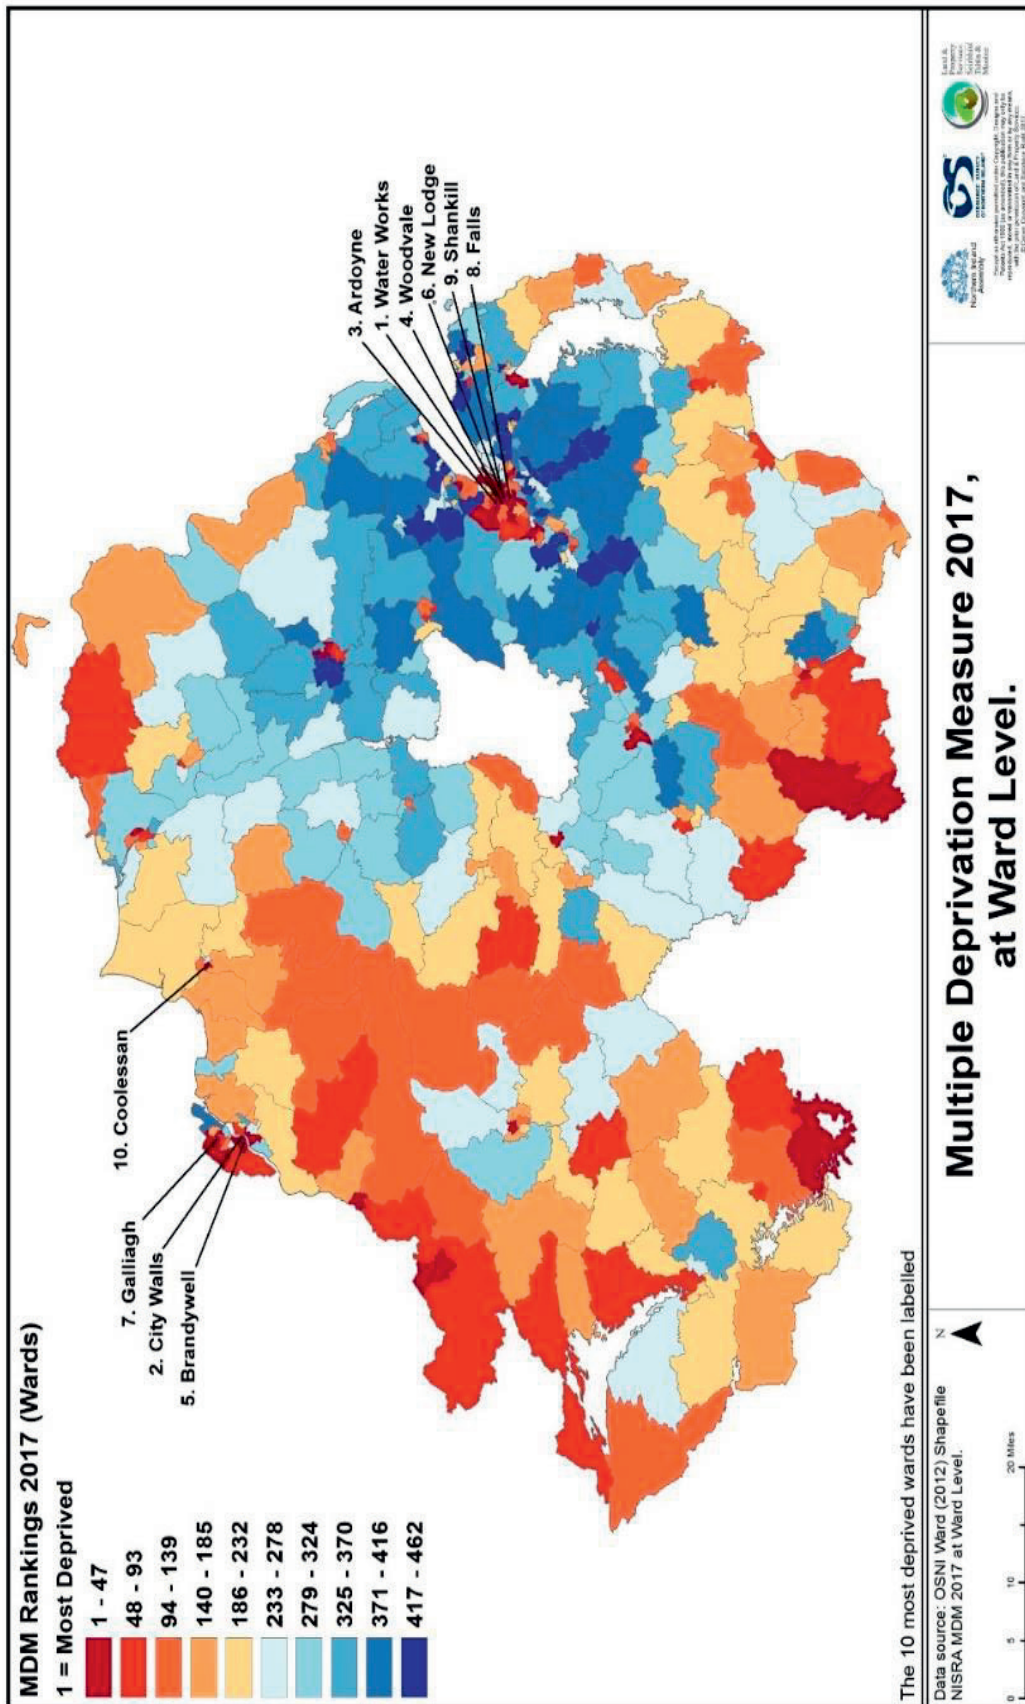 MDM Rankings 2017 (Wards)
1 = Most Deprived
1 - 47
48 - 93
94 - 139
140 - 185
186 - 232
233 - 278
279 - 324
325 - 370
371 - 416
417 - 462
7. Galliagh
2. City Walls
5. Brandywell
10. Coolessan
3. Ardoyne
1. Water Works
4. Woodvale
6. New Lodge
9. Shankill
8. Falls
The 10 most deprived wards have been labelled
Data source: OSNI Ward (2012) Shapefile
NISRA MDM 2017 at Ward Level.
N
0 5 10 20 Miles
Multiple Deprivation Measure 2017,
at Ward Level.
Northern Ireland
Assembly
Land &
Property
Services